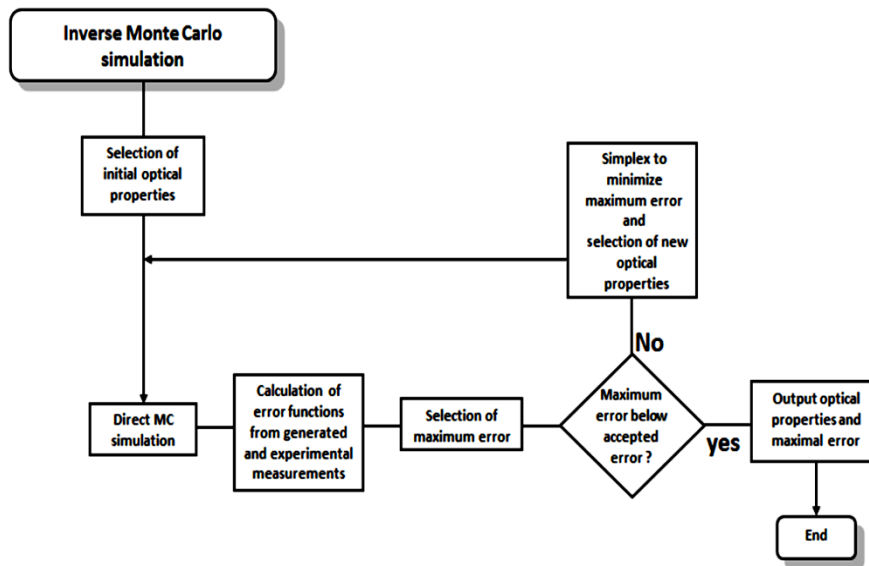 Inverse Monte Carlo
simulation
Selection of
initial optical
properties
Simplex to
minimize
maximum error
and
selection of new
optical
properties
No
Direct MC
simulation
Calculation of
error functions
from generated
and experimental
measurements
Selection of
maximum error
Maximum
error below
accepted
error ?
yes
Output optical
properties and
maximal error
End